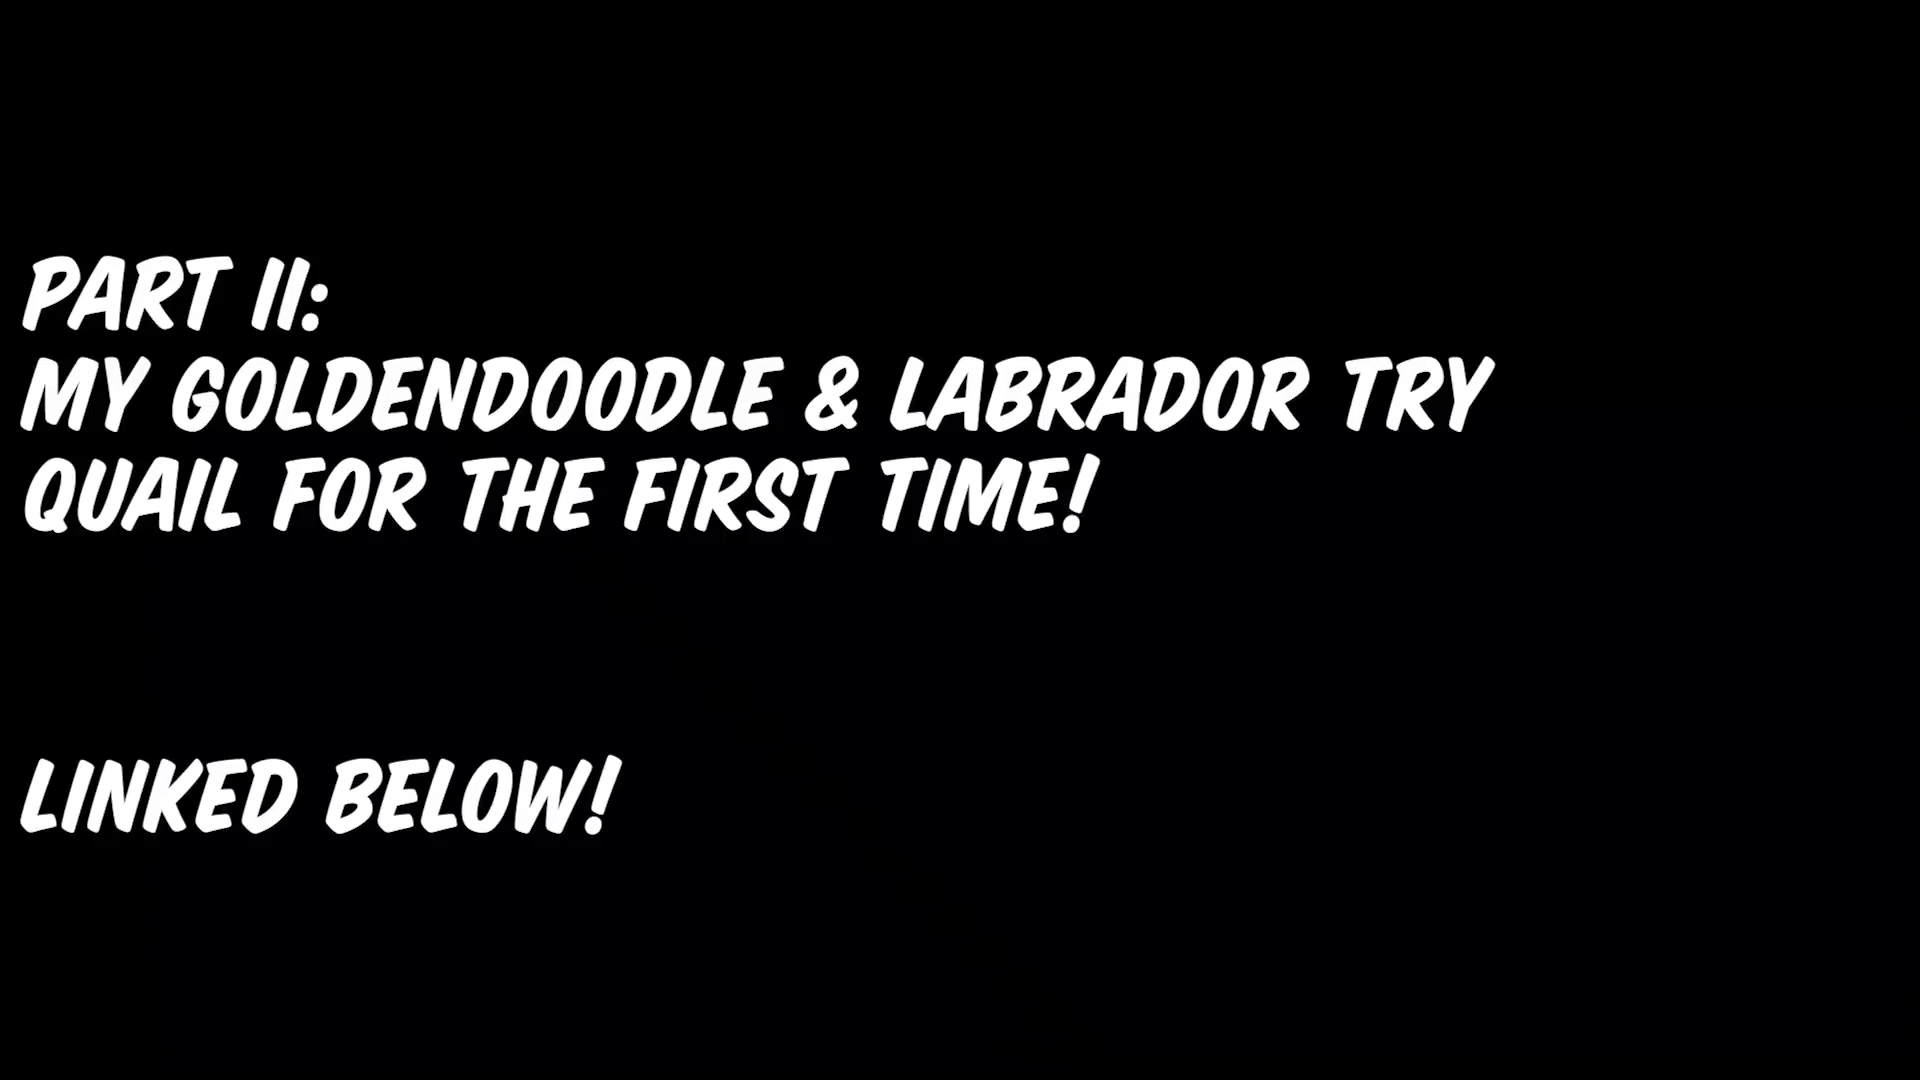 PART II:
MY GOLDENDOODLE & LABRADOR TRY
QUAIL FOR THE FIRST TIME!
LINKED BELOW!